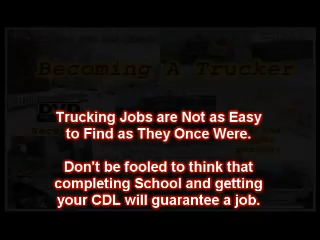 Becoming A Trucker
DVD
Trucking Jobs are Not as Easy
to Find as They Once Were.
Don't be fooled to think that
completing School and getting
your CDL will guarantee a job.